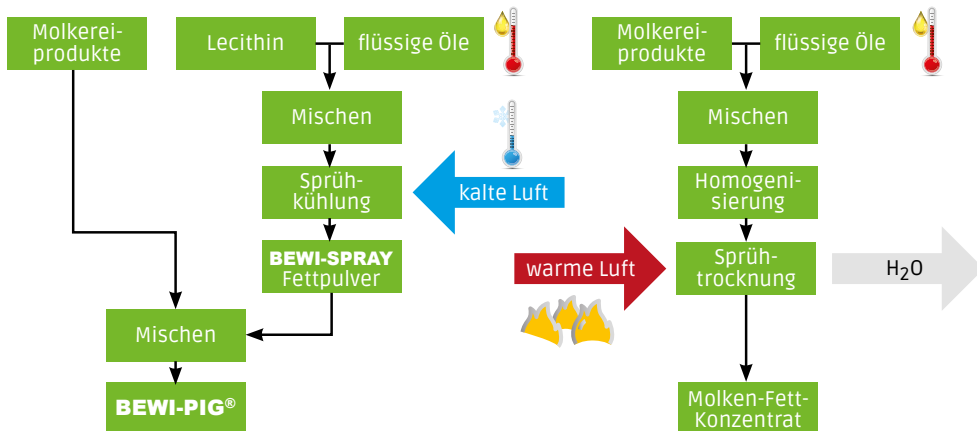 Molkerei-
produkte
Lecithin
flüssige Öle
Mischen
Sprüh-
kühlung
kalte Luft
BEWI-SPRAY
Fettpulver
Mischen
BEWI-PIG®
Molkerei-
produkte
flüssige Öle
Mischen
Homogeni-
sierung
warme Luft
Sprüh-
trocknung
H₂O
Molken-Fett-
Konzentrat